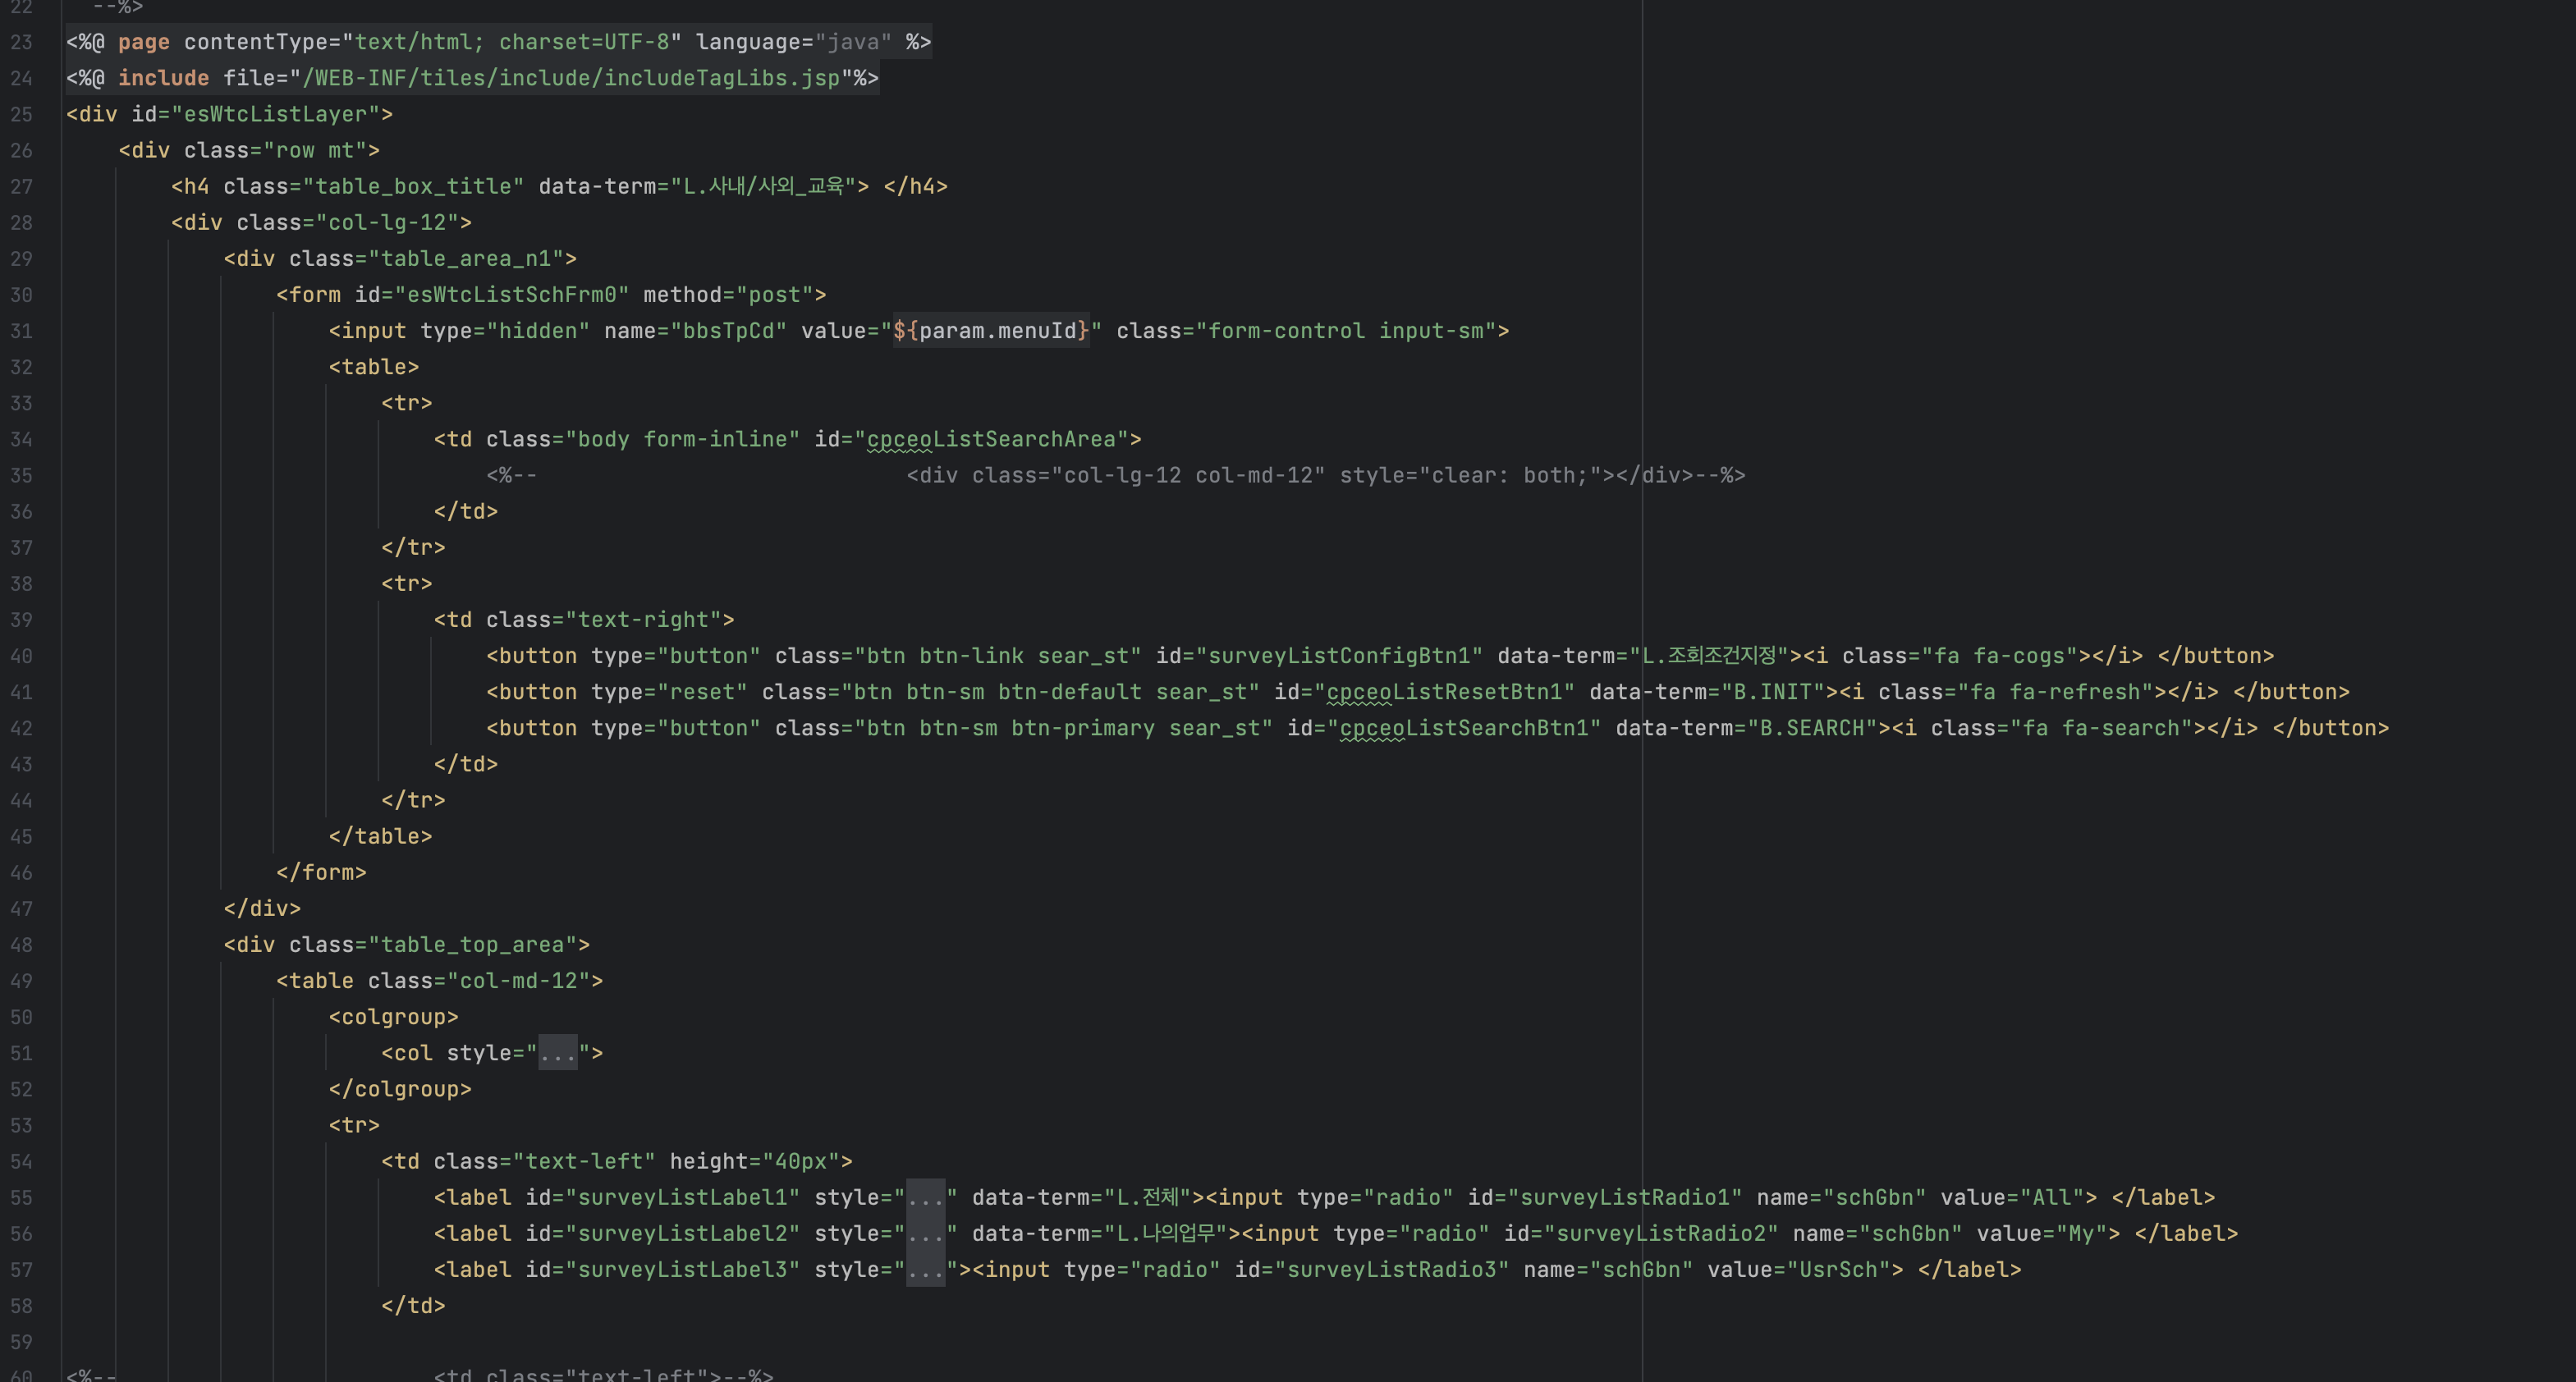 22 --%>
23 <%@ page contentType="text/html; charset=UTF-8" language="java" %>
24 <%@ include file="/WEB-INF/tiles/include/includeTagLibs.jsp"%>
25 <div id="esWtcListLayer">
26 <div class="row mt">
27 <h4 class="table_box_title" data-term="L.사내/사외_교육"> </h4>
28 <div class="col-lg-12">
29 <div class="table_area_n1">
30 <form id="esWtcListSchFrm0" method="post">
31 <input type="hidden" name="bbsTpCd" value="${param.menuId}" class="form-control input-sm">
32 <table>
33 <tr>
34 <td class="body form-inline" id="cpceoListSearchArea">
35 <%-- <div class="col-lg-12 col-md-12" style="clear: both;"></div>--%>
36 </td>
37 </tr>
38 <tr>
39 <td class="text-right">
40 <button type="button" class="btn btn-link sear_st" id="surveyListConfigBtn1" data-term="L.조회조건지정"><i class="fa fa-cogs"></i> </button>
41 <button type="reset" class="btn btn-sm btn-default sear_st" id="cpceoListResetBtn1" data-term="B.INIT"><i class="fa fa-refresh"></i> </button>
42 <button type="button" class="btn btn-sm btn-primary sear_st" id="cpceoListSearchBtn1" data-term="B.SEARCH"><i class="fa fa-search"></i> </button>
43 </td>
44 </tr>
45 </table>
46 </form>
47 </div>
48 <div class="table_top_area">
49 <table class="col-md-12">
50 <colgroup>
51 <col style="...">
52 </colgroup>
53 <tr>
54 <td class="text-left" height="40px">
55 <label id="surveyListLabel1" style="..." data-term="L.전체"><input type="radio" id="surveyListRadio1" name="schGbn" value="All"> </label>
56 <label id="surveyListLabel2" style="..." data-term="L.나의업무"><input type="radio" id="surveyListRadio2" name="schGbn" value="My"> </label>
57 <label id="surveyListLabel3" style="..."><input type="radio" id="surveyListRadio3" name="schGbn" value="UsrSch"> </label>
58 </td>
59
60 <%-- <td class="text-left">--%>